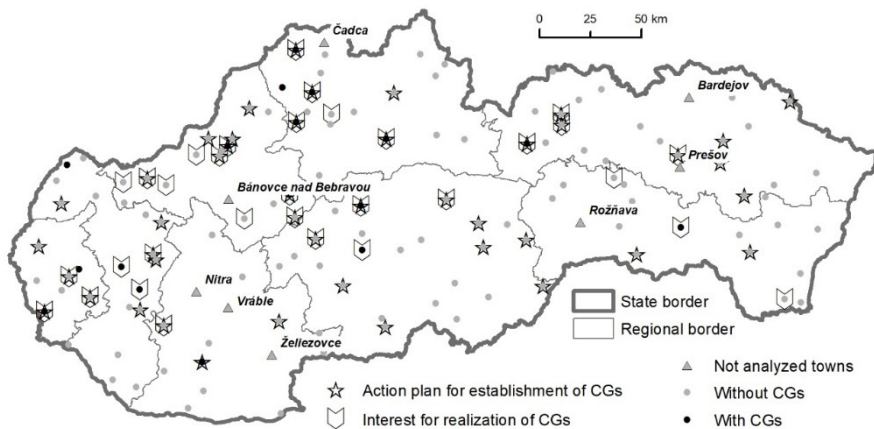 Čadca
0 25 50 km
Bardejov
Prešov
Bánovce nad Bebravou
Rožňava
Nitra
Vráble
Želiezovce
State border
Regional border
Action plan for establishment of CGs
Interest for realization of CGs
Not analyzed towns
Without CGs
With CGs